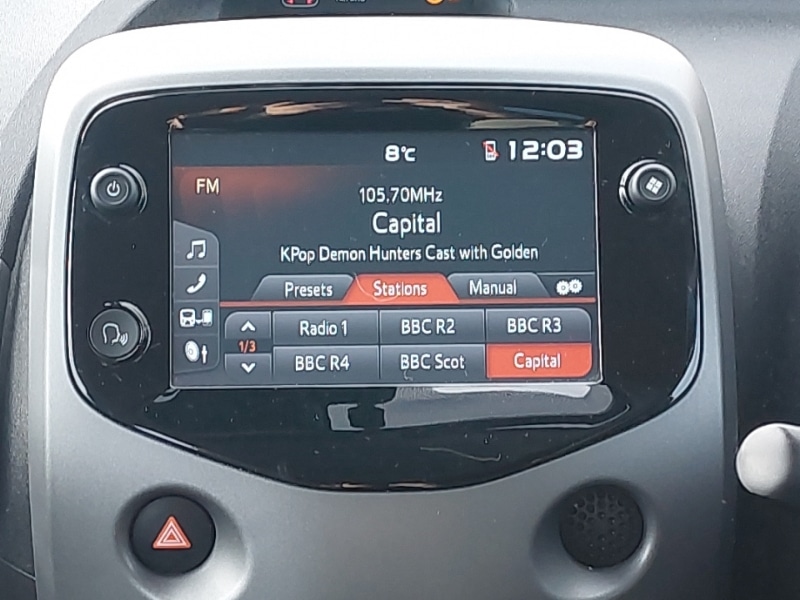 8°C 12:03
FM
105.70MHz
Capital
KPop Demon Hunters Cast with Golden
Presets Stations Manual
Radio 1 BBC R2 BBC R3
1/3
BBC R4 BBC Scot Capital